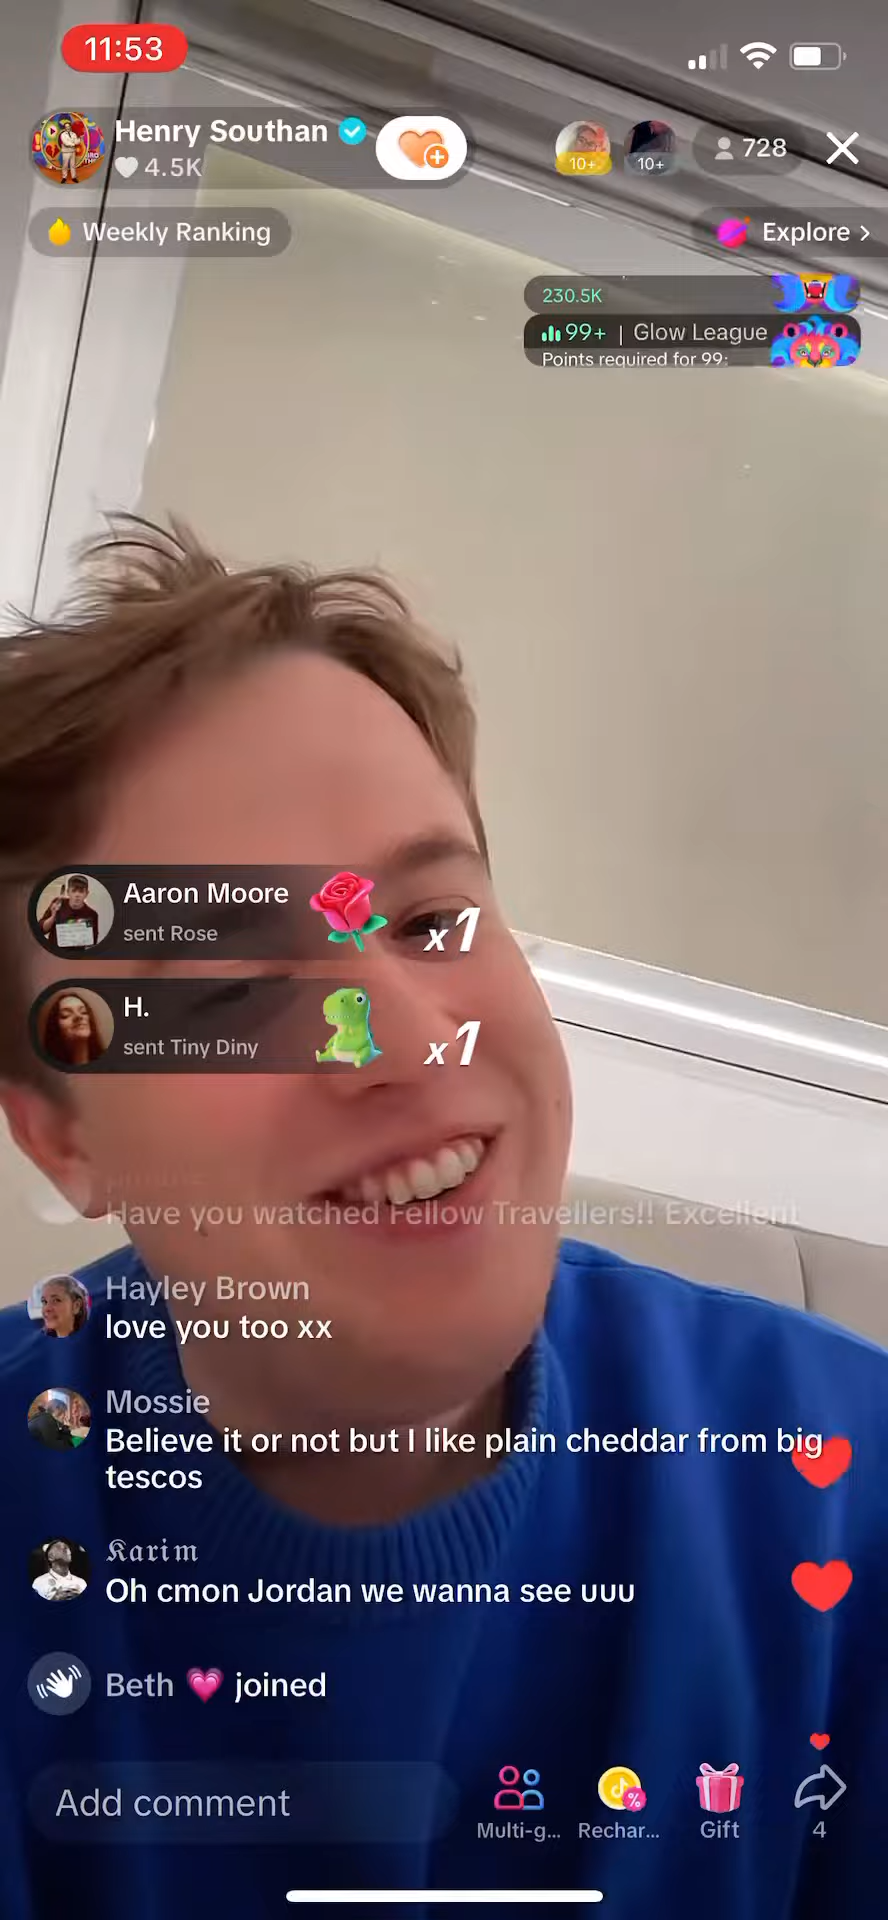 11:53
Henry Southan
4.5K
10+
10+
728
Weekly Ranking
Explore >
230.5K
99+ | Glow League
Points required for 99:
Aaron Moore
sent Rose
x1
H.
sent Tiny Diny
x1
Have you watched Fellow Travellers!! Excellent
Hayley Brown
love you too xx
Mossie
Believe it or not but I like plain cheddar from big
tescos
𝔎𝔞𝔯𝔦𝔪
Oh cmon Jordan we wanna see uuu
Beth 💗 joined
Add comment
Multi-g...
Rechar...
Gift
4